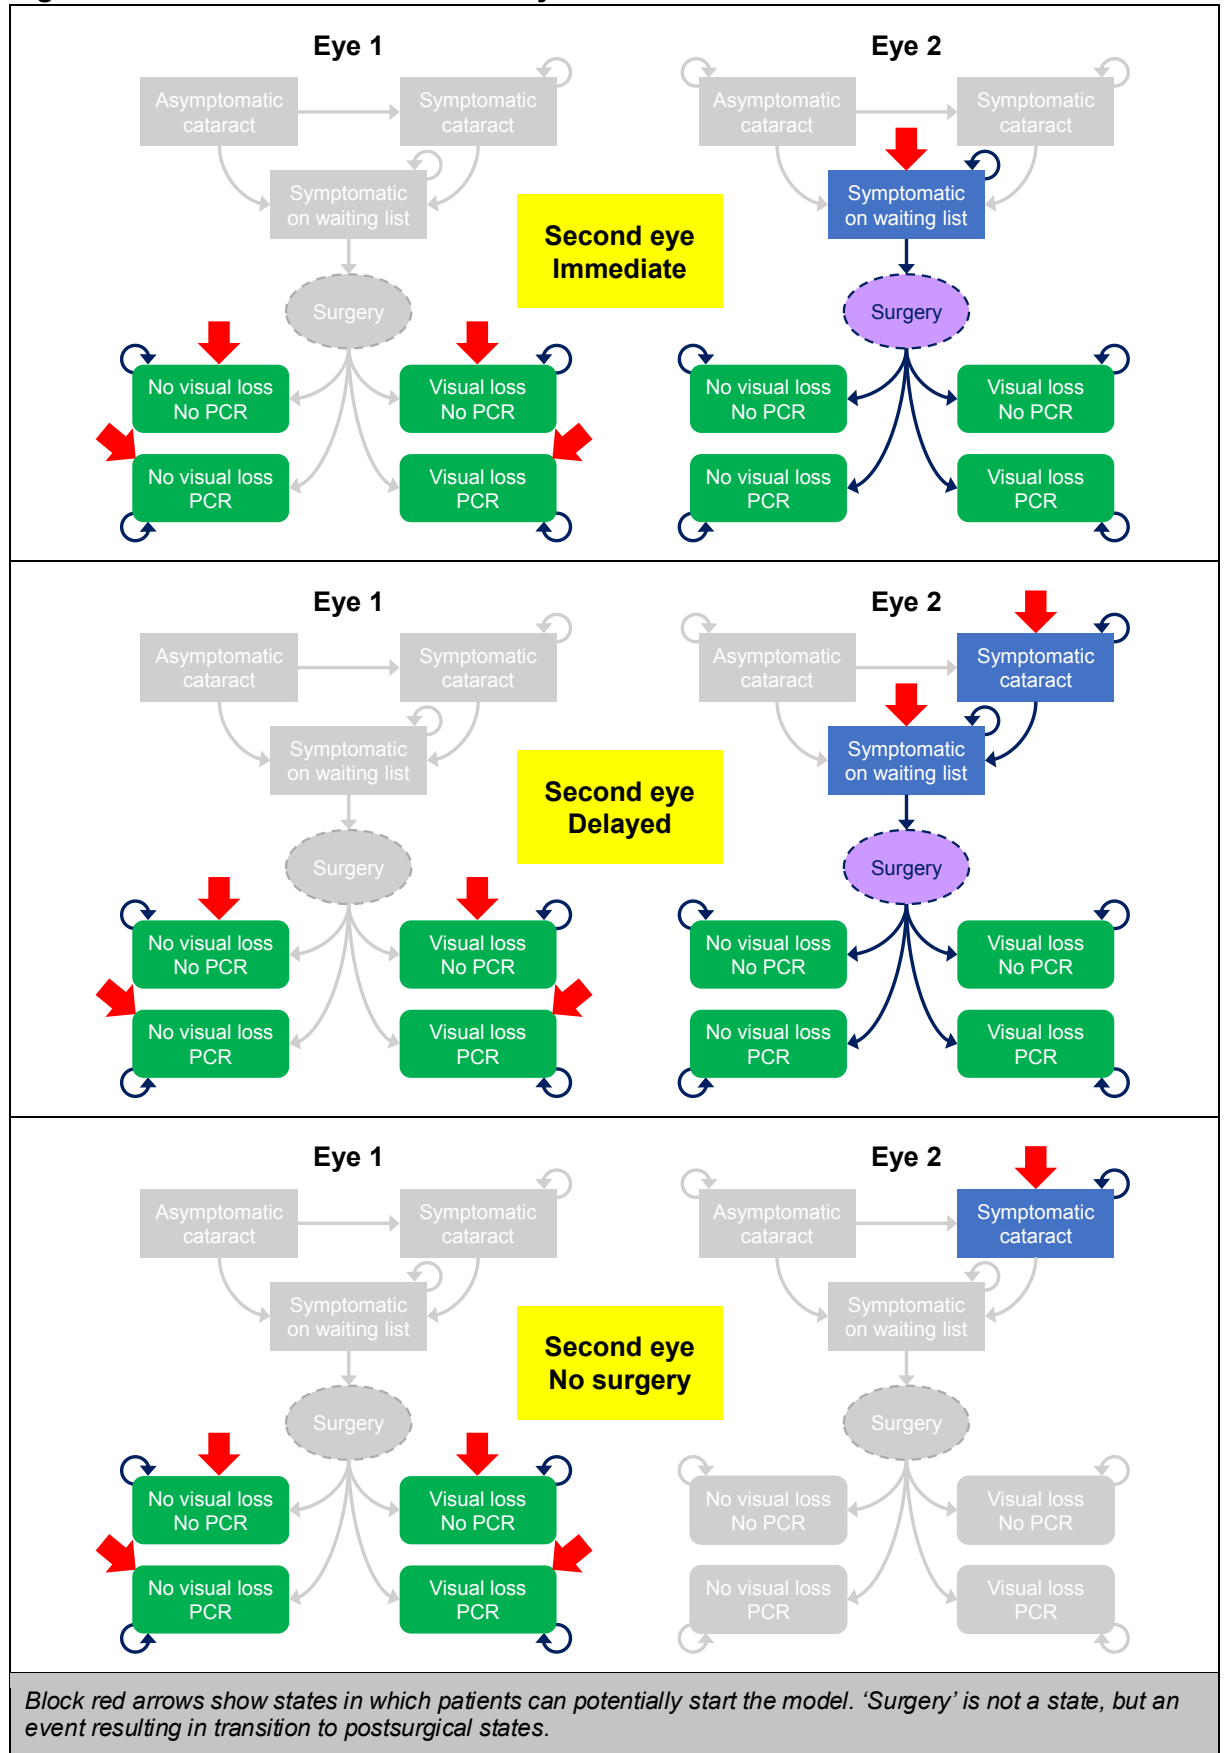 Eye 1
Asymptomatic
cataract
Symptomatic
cataract
Symptomatic
on waiting list
Surgery
No visual loss
No PCR
Visual loss
No PCR
No visual loss
PCR
Visual loss
PCR
Second eye
Immediate
Eye 2
Asymptomatic
cataract
Symptomatic
cataract
Symptomatic
on waiting list
Surgery
No visual loss
No PCR
Visual loss
No PCR
No visual loss
PCR
Visual loss
PCR
Eye 1
Asymptomatic
cataract
Symptomatic
cataract
Symptomatic
on waiting list
Surgery
No visual loss
No PCR
Visual loss
No PCR
No visual loss
PCR
Visual loss
PCR
Second eye
Delayed
Eye 2
Asymptomatic
cataract
Symptomatic
cataract
Symptomatic
on waiting list
Surgery
No visual loss
No PCR
Visual loss
No PCR
No visual loss
PCR
Visual loss
PCR
Eye 1
Asymptomatic
cataract
Symptomatic
cataract
Symptomatic
on waiting list
Surgery
No visual loss
No PCR
Visual loss
No PCR
No visual loss
PCR
Visual loss
PCR
Second eye
No surgery
Eye 2
Asymptomatic
cataract
Symptomatic
cataract
Symptomatic
on waiting list
Surgery
No visual loss
No PCR
Visual loss
No PCR
No visual loss
PCR
Visual loss
PCR
Block red arrows show states in which patients can potentially start the model. ‘Surgery’ is not a state, but an
event resulting in transition to postsurgical states.